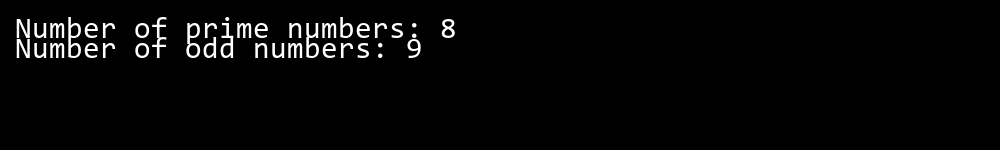 Number of prime numbers: 8
Number of odd numbers: 9